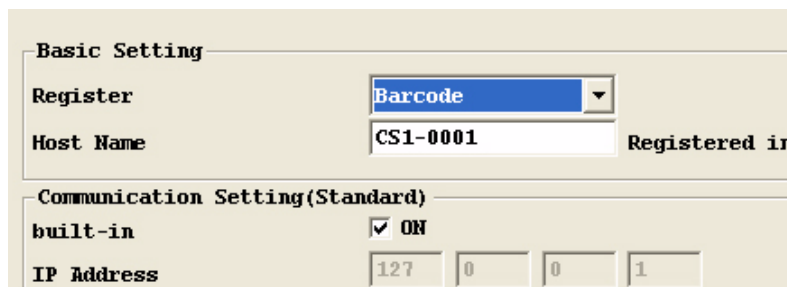 Basic Setting
Register Barcode
Host Name CS1-0001 Registered in
Communication Setting(Standard)
built-in ON
IP Address 127 0 0 1